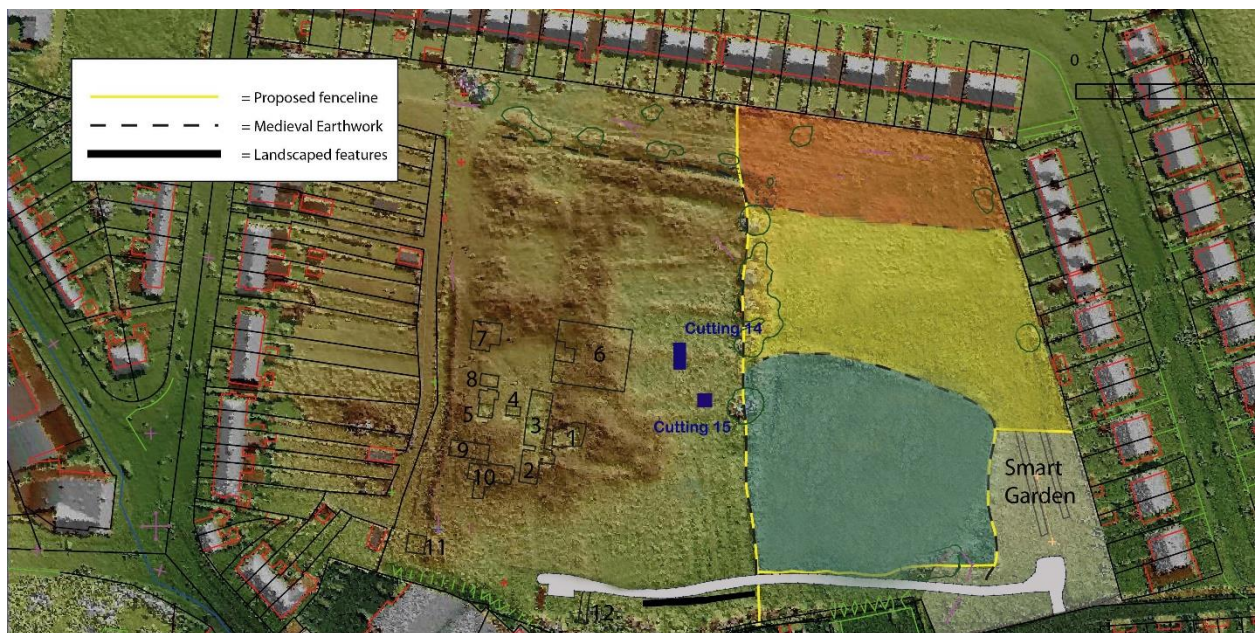 = Proposed fenceline
= Medieval Earthwork
= Landscaped features
0
Cutting 14
7
6
8
5
4
3
1
Cutting 15
9
10
2
11
12
Smart
Garden